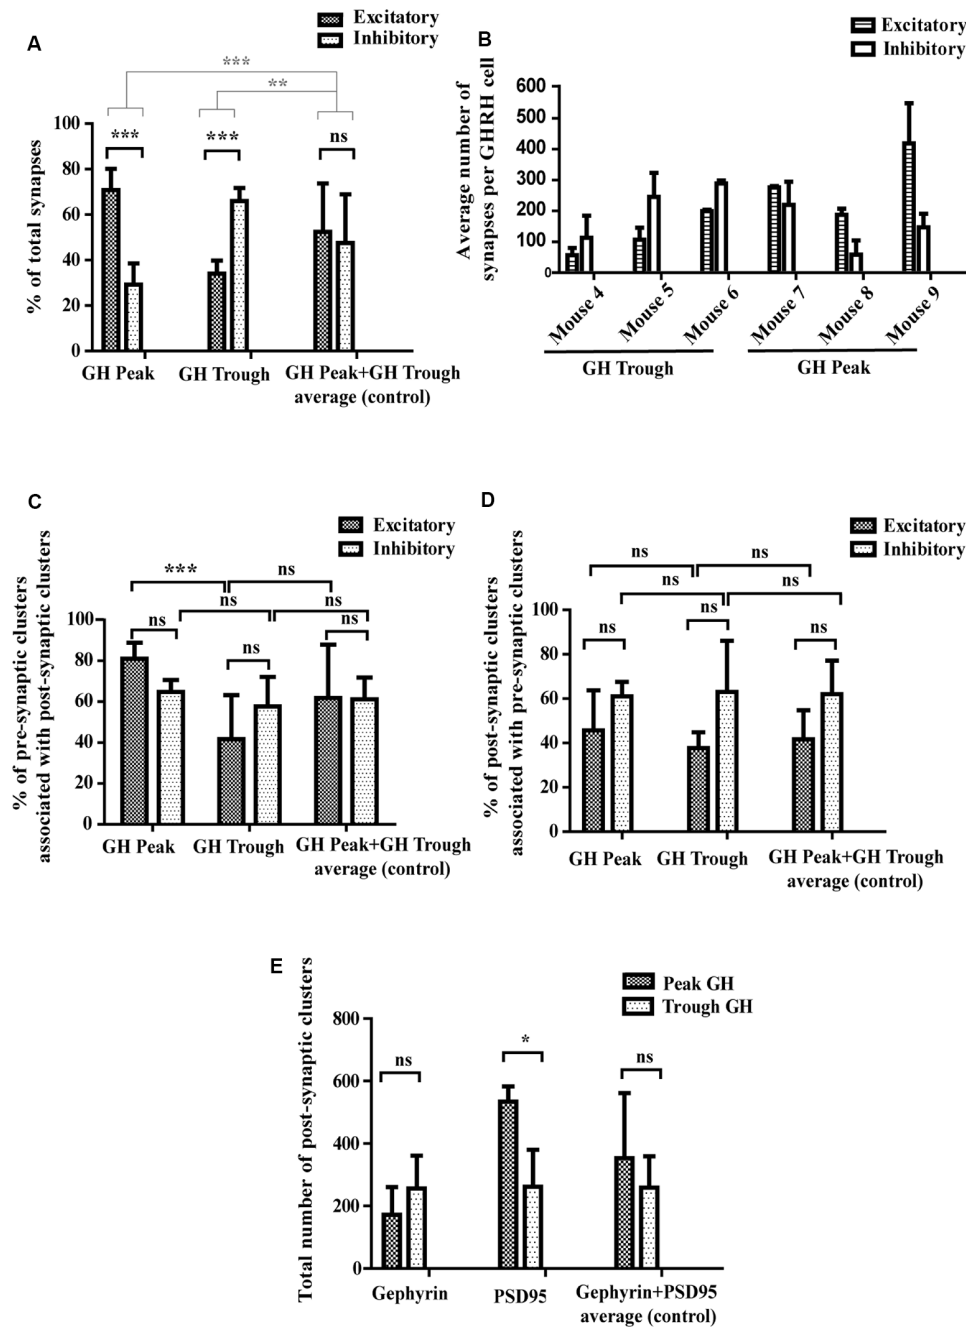 A
Excitatory
Inhibitory
***
**
***
***
ns
% of total synapses
100
80
60
40
20
0
GH Peak
GH Trough
GH Peak+GH Trough
average (control)
B
Excitatory
Inhibitory
Average number of
synapses per GHRH cell
600
500
400
300
200
100
0
Mouse 4
Mouse 5
Mouse 6
Mouse 7
Mouse 8
Mouse 9
GH Trough
GH Peak
C
Excitatory
Inhibitory
***
ns
ns
ns
ns
ns
ns
% of pre-synaptic clusters
associated with post-synaptic clusters
100
80
60
40
20
0
GH Peak
GH Trough
GH Peak+GH Trough
average (control)
D
Excitatory
Inhibitory
ns
ns
ns
ns
ns
ns
ns
% of post-synaptic clusters
associated with pre-synaptic clusters
100
80
60
40
20
0
GH Peak
GH Trough
GH Peak+GH Trough
average (control)
E
Peak GH
Trough GH
ns
*
ns
Total number of post-synaptic clusters
800
600
400
200
0
Gephyrin
PSD95
Gephyrin+PSD95
average (control)